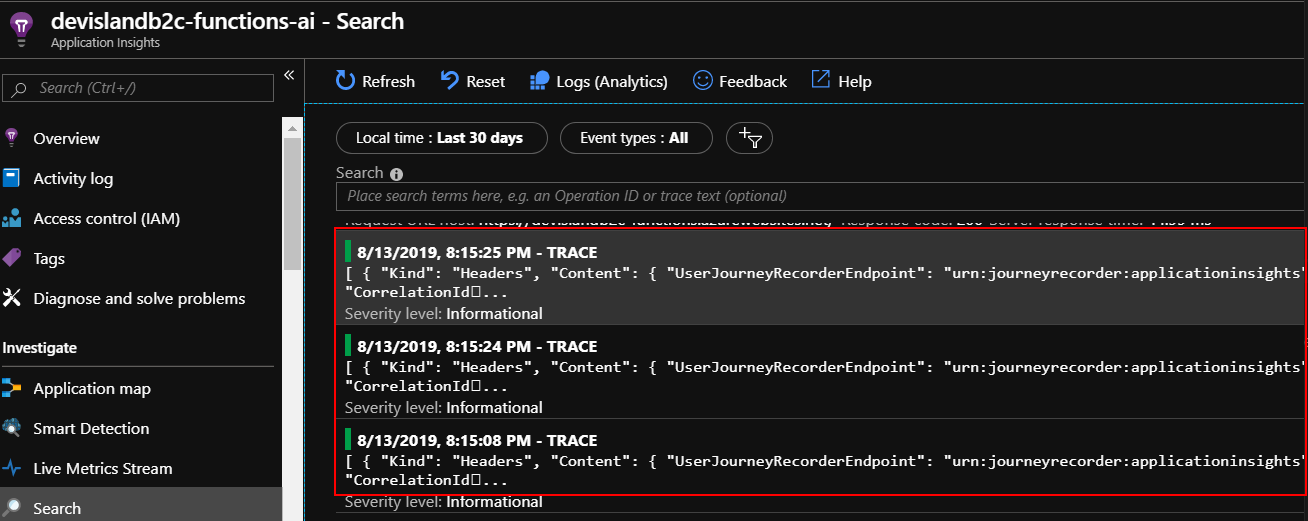 devislandb2c-functions-ai - Search
Application Insights
Search (Ctrl+/)
«
Overview
Activity log
Access control (IAM)
Tags
Diagnose and solve problems
Investigate
Application map
Smart Detection
Live Metrics Stream
Search
Refresh Reset Logs (Analytics) Feedback Help
Local time : Last 30 days Event types : All
Search
Place search terms here, e.g. an Operation ID or trace text (optional)
8/13/2019, 8:15:25 PM - TRACE
[ { "Kind": "Headers", "Content": { "UserJourneyRecorderEndpoint": "urn:journeyrecorder:applicationinsights"
"CorrelationId□...
Severity level: Informational
8/13/2019, 8:15:24 PM - TRACE
[ { "Kind": "Headers", "Content": { "UserJourneyRecorderEndpoint": "urn:journeyrecorder:applicationinsights"
"CorrelationId□...
Severity level: Informational
8/13/2019, 8:15:08 PM - TRACE
[ { "Kind": "Headers", "Content": { "UserJourneyRecorderEndpoint": "urn:journeyrecorder:applicationinsights"
"CorrelationId□...
Severity level: Informational